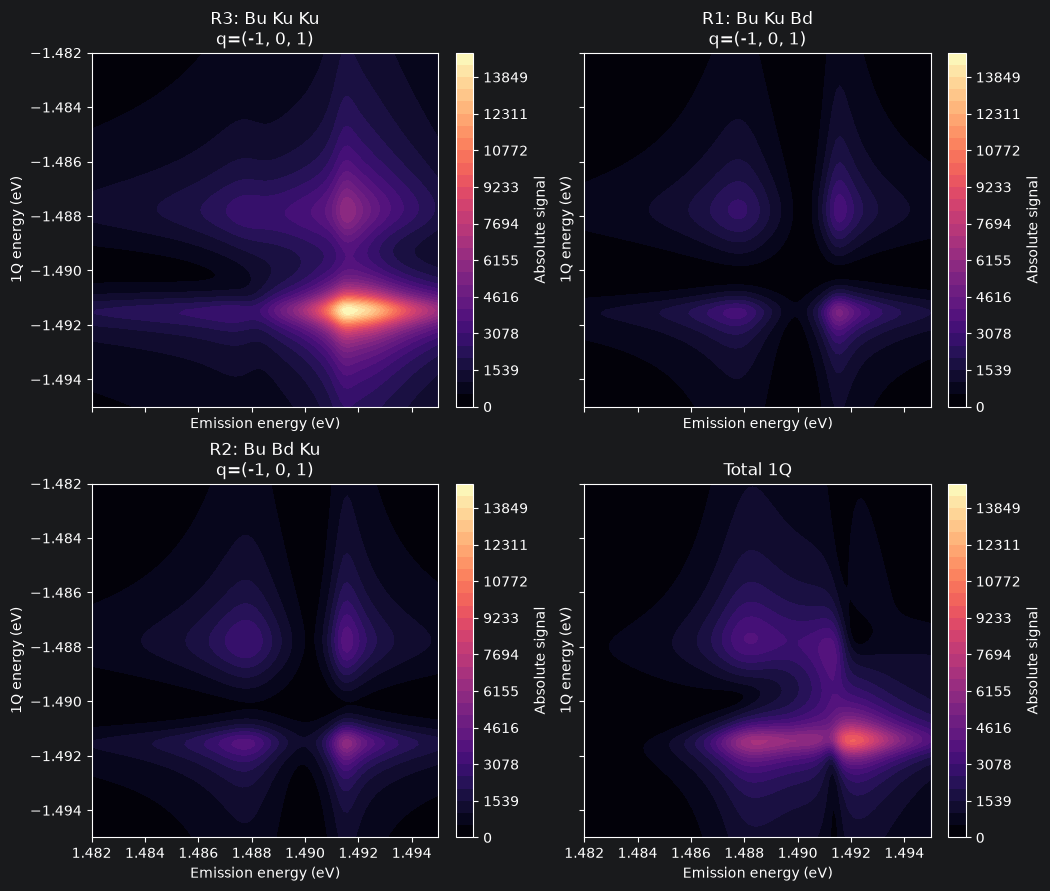 R3: Bu Ku Ku
q=(-1, 0, 1)
−1.482
−1.484
−1.486
−1.488
−1.490
−1.492
−1.494
1Q energy (eV)
Emission energy (eV)
13849
12311
10772
9233
7694
6155
4616
3078
1539
0
Absolute signal
R1: Bu Ku Bd
q=(-1, 0, 1)
1Q energy (eV)
Emission energy (eV)
13849
12311
10772
9233
7694
6155
4616
3078
1539
0
Absolute signal
R2: Bu Bd Ku
q=(-1, 0, 1)
−1.482
−1.484
−1.486
−1.488
−1.490
−1.492
−1.494
1Q energy (eV)
1.482 1.484 1.486 1.488 1.490 1.492 1.494
Emission energy (eV)
13849
12311
10772
9233
7694
6155
4616
3078
1539
0
Absolute signal
Total 1Q
1Q energy (eV)
1.482 1.484 1.486 1.488 1.490 1.492 1.494
Emission energy (eV)
13849
12311
10772
9233
7694
6155
4616
3078
1539
0
Absolute signal